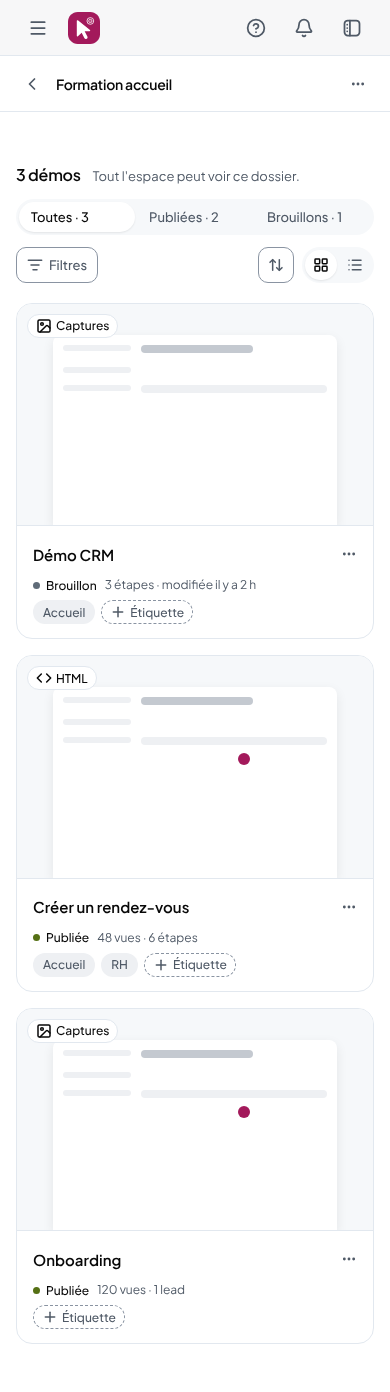 Formation accueil
3 démos Tout l'espace peut voir ce dossier.
Toutes · 3 Publiées · 2 Brouillons · 1
Filtres
Captures
Démo CRM
Brouillon 3 étapes · modifiée il y a 2 h
Accueil Étiquette
HTML
Créer un rendez-vous
Publiée 48 vues · 6 étapes
Accueil RH Étiquette
Captures
Onboarding
Publiée 120 vues · 1 lead
Étiquette